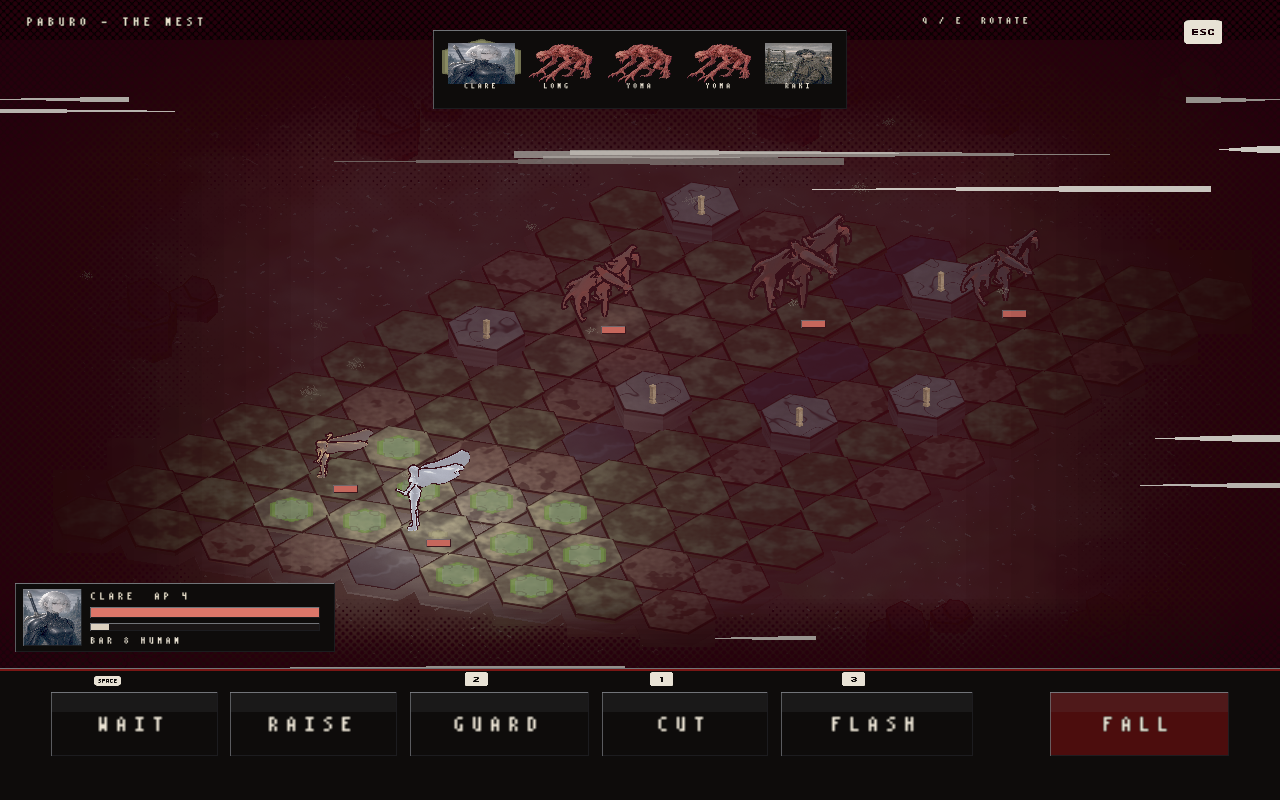 PABURO - THE NEST
Q / E ROTATE
ESC
CLARE
LONG
YOMA
YOMA
RAKI
CLARE AP 4
BAR 8 HUMAN
SPACE
2
1
3
WAIT
RAISE
GUARD
CUT
FLASH
FALL